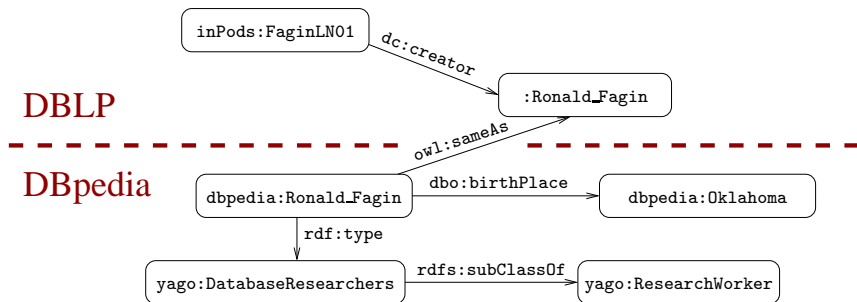 inPods:FaginLN01
dc:creator
:Ronald_Fagin
DBLP
owl:sameAs
DBpedia
dbpedia:Ronald_Fagin
dbo:birthPlace
dbpedia:Oklahoma
rdf:type
yago:DatabaseResearchers
rdfs:subClassOf
yago:ResearchWorker